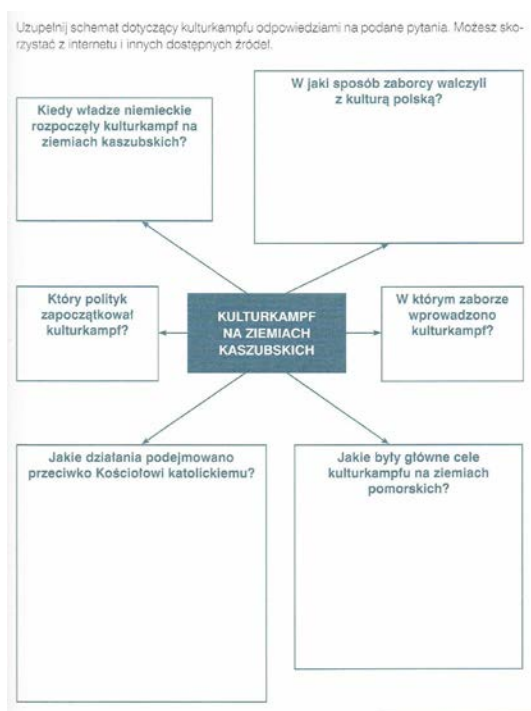 Uzupełnij schemat dotyczący kulturkampfu odpowiedziami na podane pytania. Możesz sko-
rzystać z internetu i innych dostępnych źródeł.
Kiedy władze niemieckie
rozpoczęły kulturkampf na
ziemiach kaszubskich?
W jaki sposób zaborcy walczyli
z kulturą polską?
Który polityk
zapoczątkował
kulturkampf?
KULTURKAMPF
NA ZIEMIACH
KASZUBSKICH
W którym zaborze
wprowadzono
kulturkampf?
Jakie działania podejmowano
przeciwko Kościołowi katolickiemu?
Jakie były główne cele
kulturkampfu na ziemiach
pomorskich?